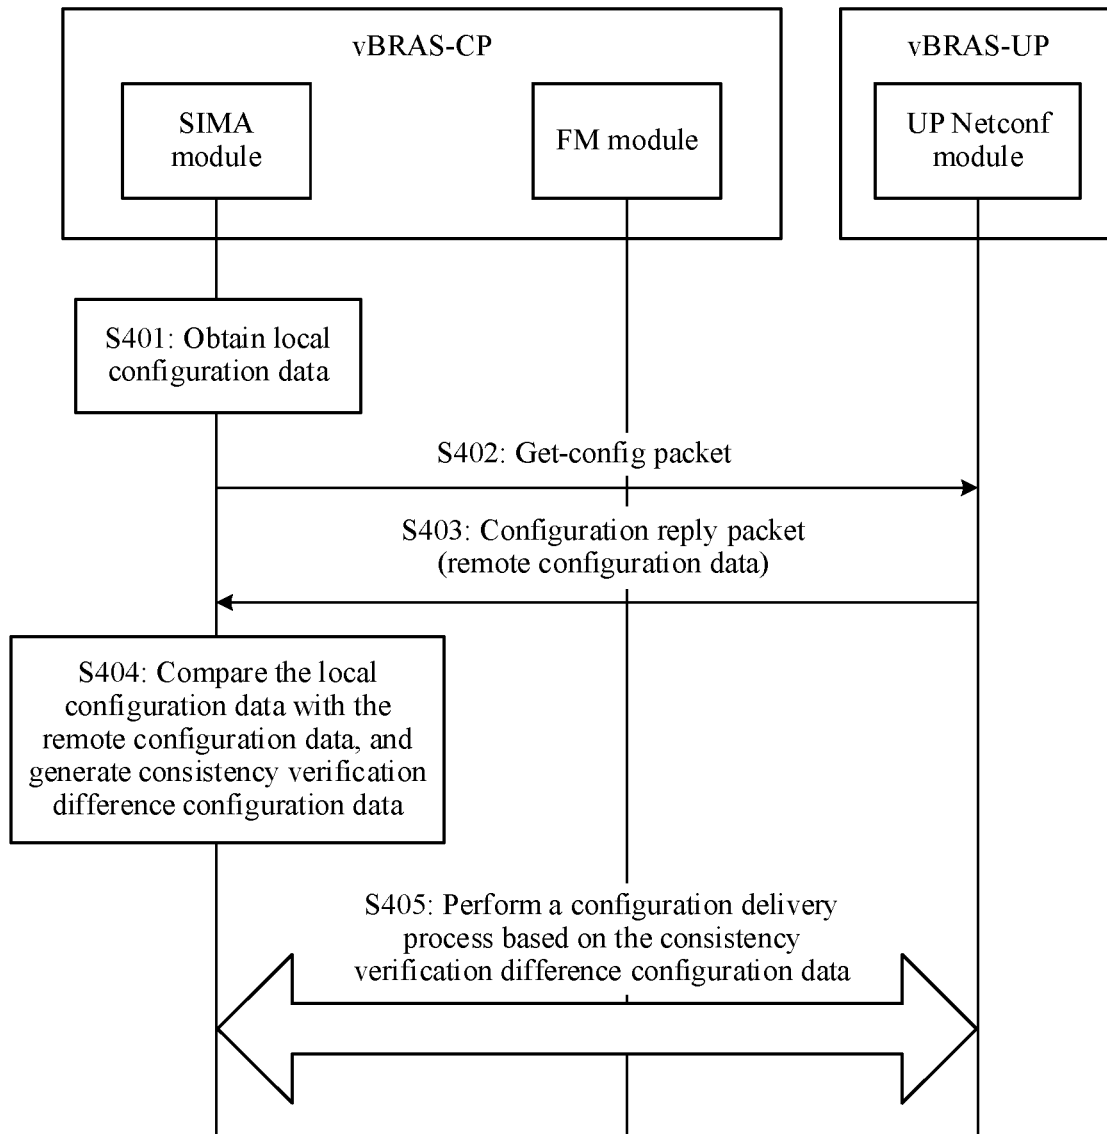 vBRAS-CP
vBRAS-UP
SIMA
module
FM module
UP Netconf
module
S401: Obtain local
configuration data
S402: Get-config packet
S403: Configuration reply packet
(remote configuration data)
S404: Compare the local
configuration data with the
remote configuration data, and
generate consistency verification
difference configuration data
S405: Perform a configuration delivery
process based on the consistency
verification difference configuration data